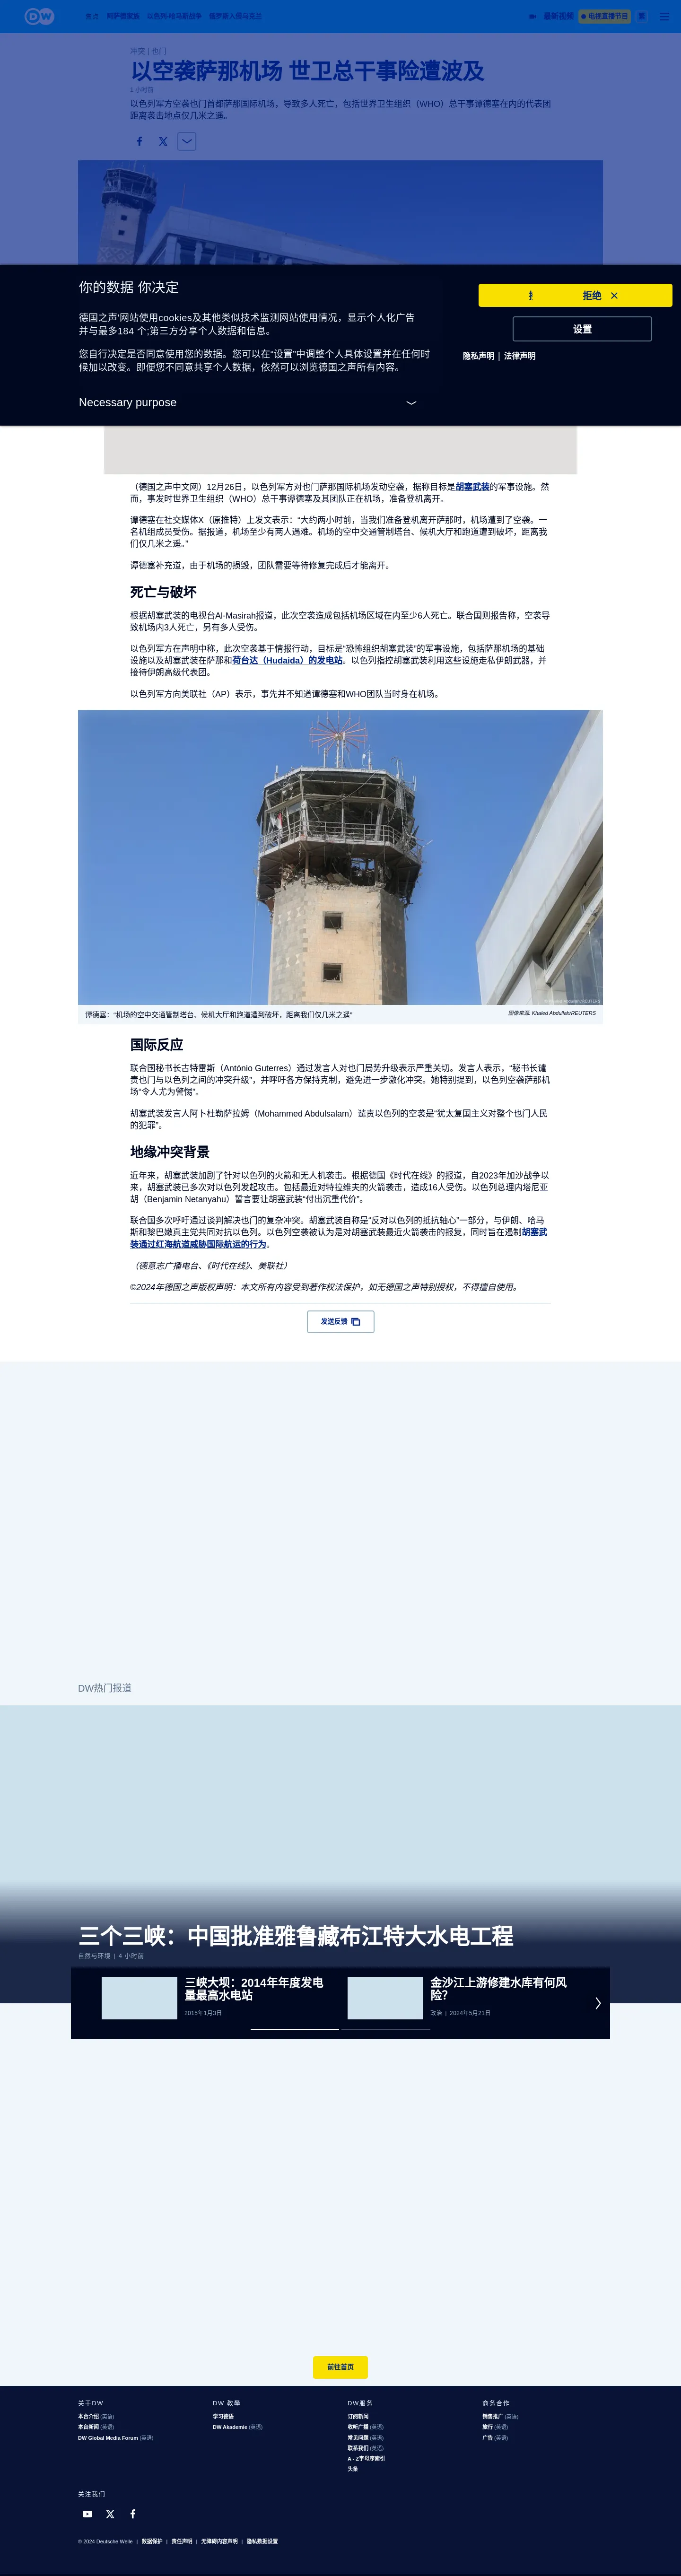 DW
焦点
阿萨德家族
以色列-哈马斯战争
俄罗斯入侵乌克兰
最新视频
电视直播节目
繁
冲突 | 也门
以空袭萨那机场 世卫总干事险遭波及
1 小时前
以色列军方空袭也门首都萨那国际机场，导致多人死亡，包括世界卫生组织（WHO）总干事谭德塞在内的代表团
距离袭击地点仅几米之遥。
你的数据 你决定
德国之声'网站使用cookies及其他类似技术监测网站使用情况，显示个人化广告
并与最多184 个;第三方分享个人数据和信息。
您自行决定是否同意使用您的数据。您可以在“设置”中调整个人具体设置并在任何时
候加以改变。即便您不同意共享个人数据，依然可以浏览德国之声所有内容。
Necessary purpose
拒绝
设置
隐私声明 | 法律声明
（德国之声中文网）12月26日，以色列军方对也门萨那国际机场发动空袭，据称目标是胡塞武装的军事设施。然
而，事发时世界卫生组织（WHO）总干事谭德塞及其团队正在机场，准备登机离开。
谭德塞在社交媒体X（原推特）上发文表示：“大约两小时前，当我们准备登机离开萨那时，机场遭到了空袭。一
名机组成员受伤。据报道，机场至少有两人遇难。机场的空中交通管制塔台、候机大厅和跑道遭到破坏，距离我
们仅几米之遥。”
谭德塞补充道，由于机场的损毁，团队需要等待修复完成后才能离开。
死亡与破坏
根据胡塞武装的电视台Al-Masirah报道，此次空袭造成包括机场区域在内至少6人死亡。联合国则报告称，空袭导
致机场内3人死亡，另有多人受伤。
以色列军方在声明中称，此次空袭基于情报行动，目标是“恐怖组织胡塞武装”的军事设施，包括萨那机场的基础
设施以及胡塞武装在萨那和荷台达（Hudaida）的发电站。以色列指控胡塞武装利用这些设施走私伊朗武器，并
接待伊朗高级代表团。
以色列军方向美联社（AP）表示，事先并不知道谭德塞和WHO团队当时身在机场。
谭德塞：“机场的空中交通管制塔台、候机大厅和跑道遭到破坏，距离我们仅几米之遥”
图像来源: Khaled Abdullah/REUTERS
国际反应
联合国秘书长古特雷斯（António Guterres）通过发言人对也门局势升级表示严重关切。发言人表示，“秘书长谴
责也门与以色列之间的冲突升级”，并呼吁各方保持克制，避免进一步激化冲突。她特别提到，以色列空袭萨那机
场“令人尤为警惕”。
胡塞武装发言人阿卜杜勒萨拉姆（Mohammed Abdulsalam）谴责以色列的空袭是“犹太复国主义对整个也门人民
的犯罪”。
地缘冲突背景
近年来，胡塞武装加剧了针对以色列的火箭和无人机袭击。根据德国《时代在线》的报道，自2023年加沙战争以
来，胡塞武装已多次对以色列发起攻击。包括最近对特拉维夫的火箭袭击，造成16人受伤。以色列总理内塔尼亚
胡（Benjamin Netanyahu）誓言要让胡塞武装“付出沉重代价”。
联合国多次呼吁通过谈判解决也门的复杂冲突。胡塞武装自称是“反对以色列的抵抗轴心”一部分，与伊朗、哈马
斯和黎巴嫩真主党共同对抗以色列。以色列空袭被认为是对胡塞武装最近火箭袭击的报复，同时旨在遏制胡塞武
装通过红海航道威胁国际航运的行为。
（德意志广播电台、《时代在线》、美联社）
©2024年德国之声版权声明：本文所有内容受到著作权法保护，如无德国之声特别授权，不得擅自使用。
发送反馈
DW热门报道
三个三峡：中国批准雅鲁藏布江特大水电工程
自然与环境 | 4 小时前
三峡大坝：2014年年度发电
量最高水电站
2015年1月3日
金沙江上游修建水库有何风
险？
政治 | 2024年5月21日
前往首页
关于DW
本台介绍 (英语)
本台新闻 (英语)
DW Global Media Forum (英语)
DW 教學
学习德语
DW Akademie (英语)
DW服务
订阅新闻
收听广播 (英语)
常见问题 (英语)
联系我们 (英语)
A - Z字母序索引
头条
商务合作
销售推广 (英语)
旅行 (英语)
广告 (英语)
关注我们
© 2024 Deutsche Welle | 数据保护 | 责任声明 | 无障碍内容声明 | 隐私数据设置